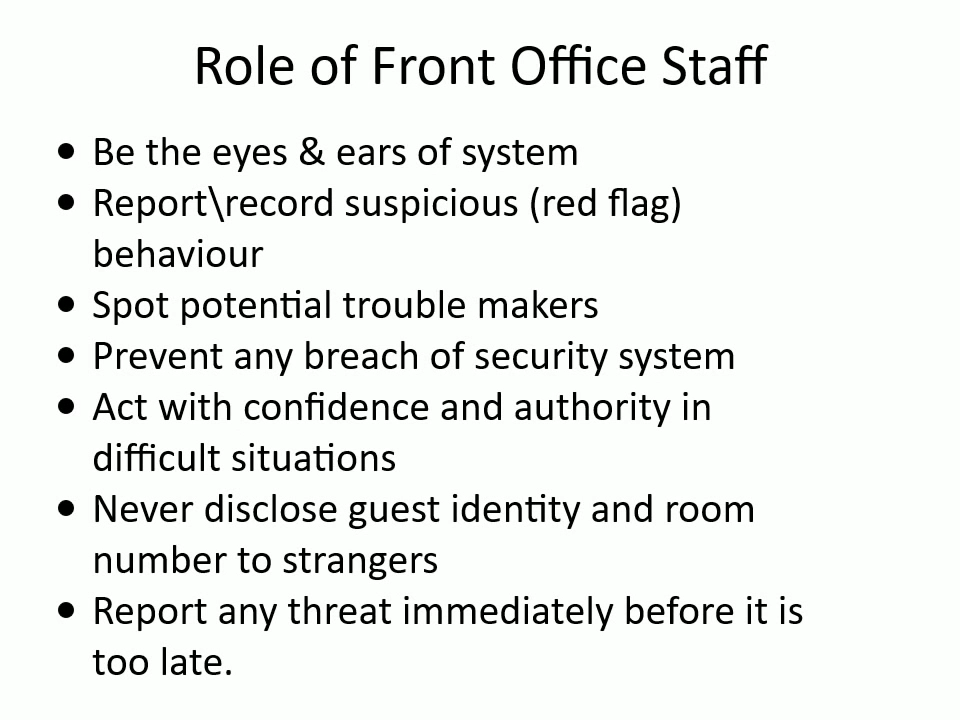 Role of Front Office Staff
• Be the eyes & ears of system
• Report\record suspicious (red flag)
behaviour
• Spot potential trouble makers
• Prevent any breach of security system
• Act with confidence and authority in
difficult situations
• Never disclose guest identity and room
number to strangers
• Report any threat immediately before it is
too late.